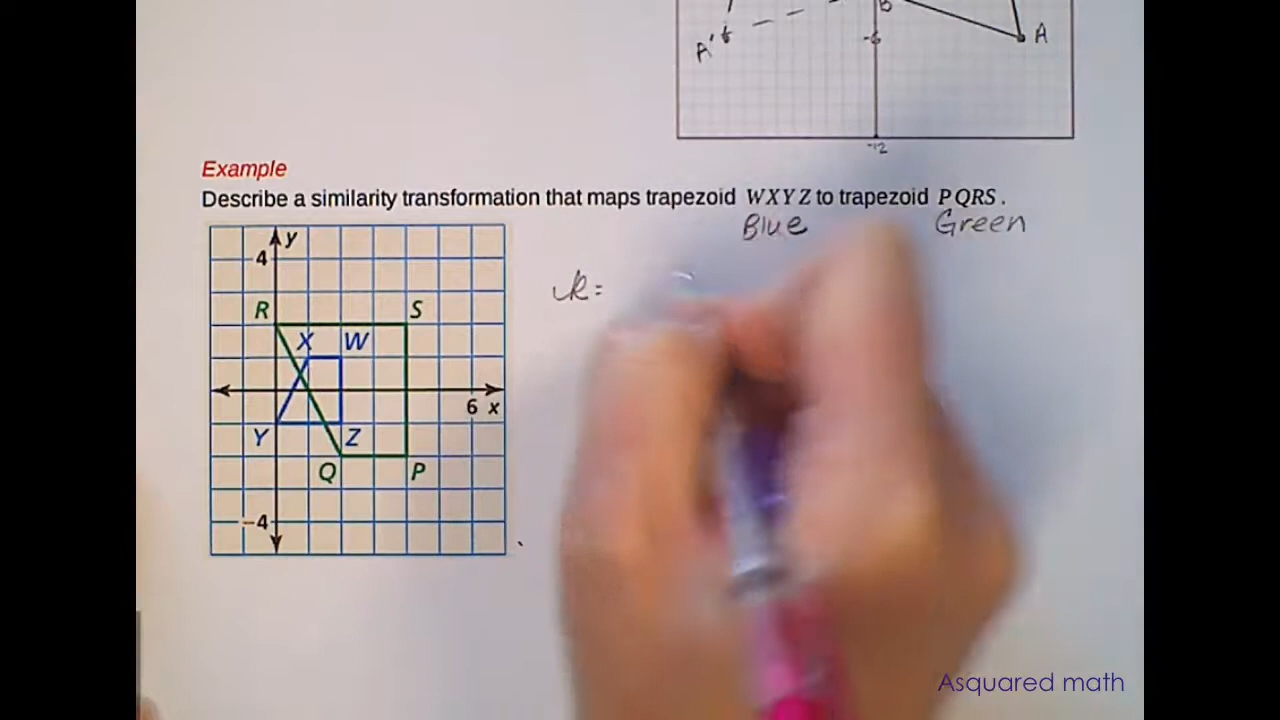 B
A' -6 A
-12
Example
Describe a similarity transformation that maps trapezoid WXYZ to trapezoid PQRS.
Blue Green
y
4
k=
R S
X W
6 x
Y Z
Q P
-4
Asquared math